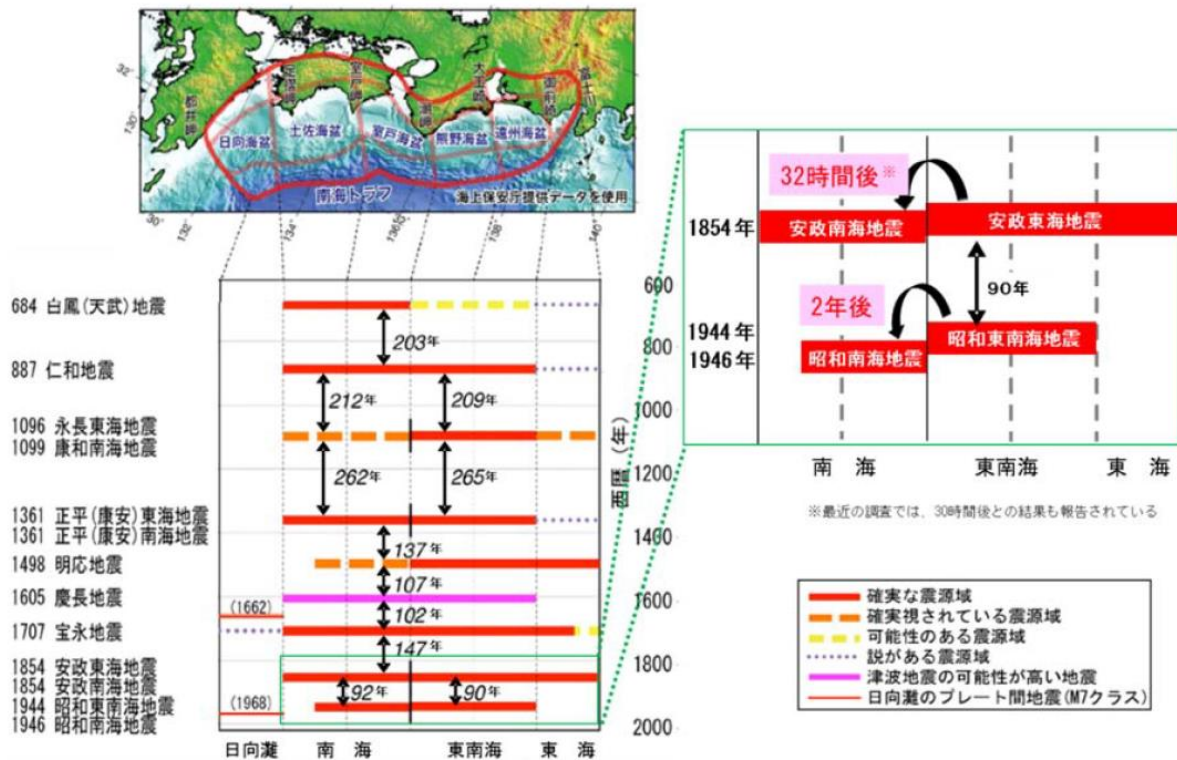 32°
130°
30°
132
134
136°
138
140
都井岬
足摺岬
室戸岬
潮岬
大王崎
御前崎
富士川
日向海盆
土佐海盆
室戸海盆
熊野海盆
遠州海盆
南海トラフ
海上保安庁提供データを使用
684 白鳳(天武)地震
887 仁和地震
1096 永長東海地震
1099 康和南海地震
1361 正平(康安)東海地震
1361 正平(康安)南海地震
1498 明応地震
1605 慶長地震
1707 宝永地震
1854 安政東海地震
1854 安政南海地震
1944 昭和東南海地震
1946 昭和南海地震
203年
212年
209年
262年
265年
137年
107年
(1662)
102年
147年
92年
90年
(1968)
600
800
1000
1200
1400
1600
1800
2000
西暦(年)
日向灘
南 海
東南海
東 海
32時間後※
1854年
安政南海地震
安政東海地震
90年
2年後
1944年
昭和東南海地震
1946年
昭和南海地震
南 海
東南海
東 海
※最近の調査では、30時間後との結果も報告されている
確実な震源域
確実視されている震源域
可能性のある震源域
説がある震源域
津波地震の可能性が高い地震
日向灘のプレート間地震(M7クラス)